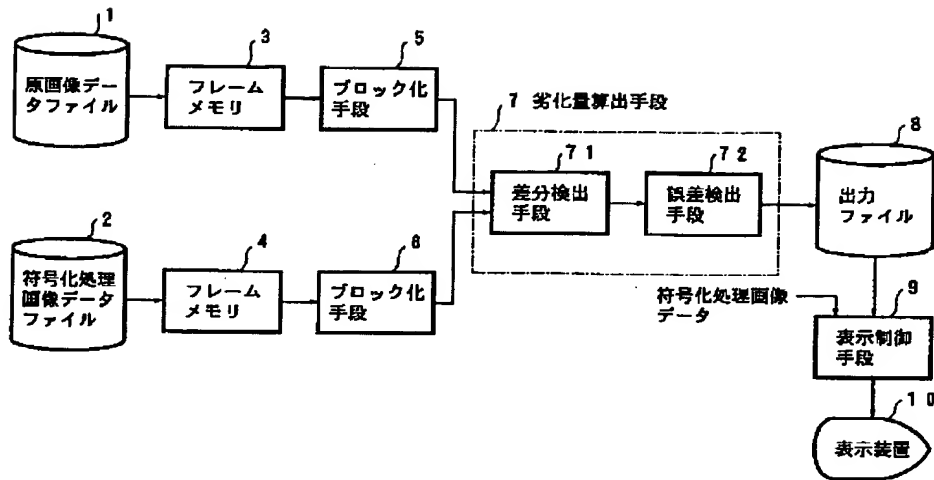 1
原画像デー
タファイル
3
フレーム
メモリ
5
ブロック化
手段
7 劣化量算出手段
71
差分検出
手段
72
誤差検出
手段
8
出力
ファイル
2
符号化処理
画像データ
ファイル
4
フレーム
メモリ
6
ブロック化
手段
符号化処理画像
データ
9
表示制御
手段
10
表示装置